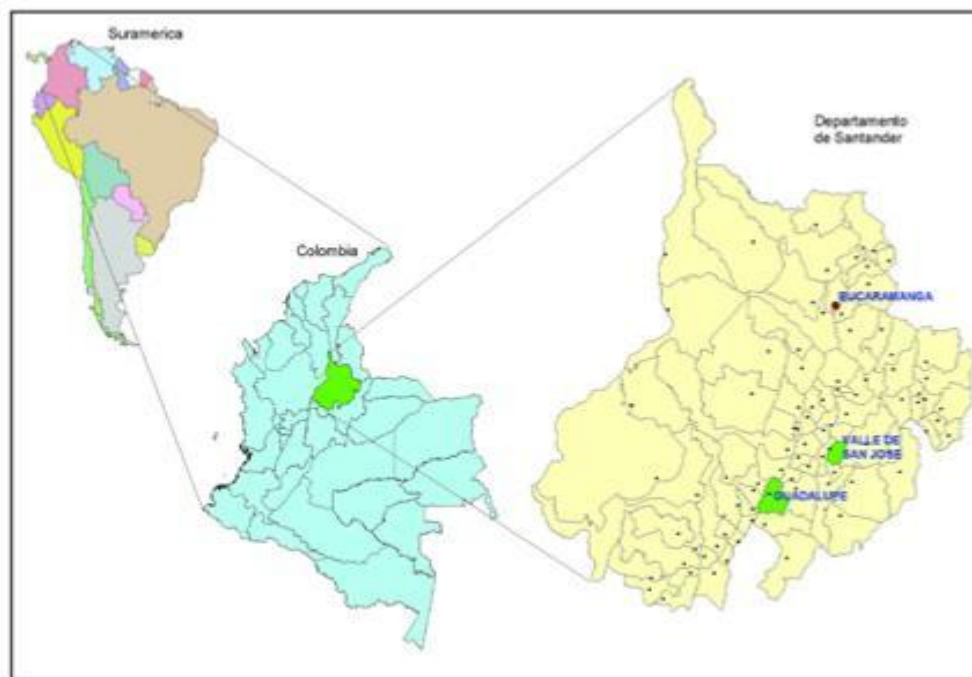 Suramerica
Departamento
de Santander
Colombia
BUCARAMANGA
VALLE DE
SAN JOSE
GUADALUPE